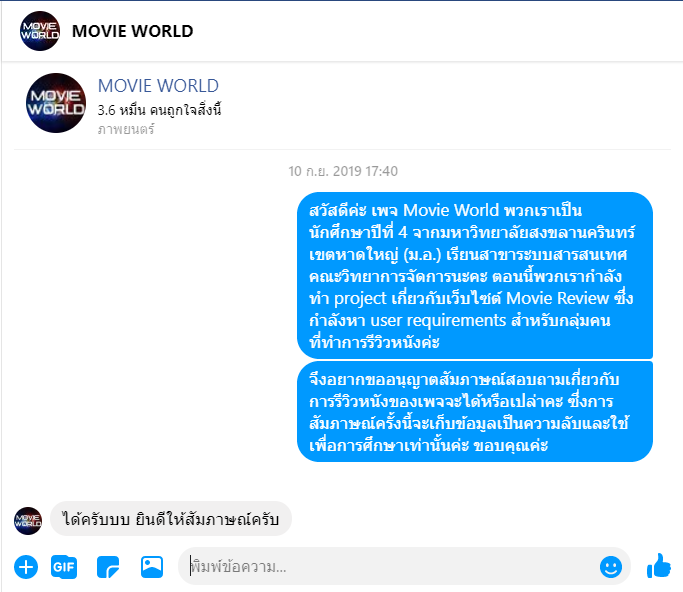 MOVIE WORLD
MOVIE WORLD
MOVIE WORLD
MOVIE WORLD
3.6 หมื่น คนถูกใจสิ่งนี้
ภาพยนตร์
10 ก.ย. 2019 17:40
สวัสดีค่ะ เพจ Movie World พวกเราเป็น
นักศึกษาปีที่ 4 จากมหาวิทยาลัยสงขลานครินทร์
เขตหาดใหญ่ (ม.อ.) เรียนสาขาระบบสารสนเทศ
คณะวิทยาการจัดการนะคะ ตอนนี้พวกเรากำลัง
ทำ project เกี่ยวกับเว็บไซต์ Movie Review ซึ่ง
กำลังหา user requirements สำหรับกลุ่มคน
ที่ทำการรีวิวหนังค่ะ
จึงอยากขออนุญาตสัมภาษณ์สอบถามเกี่ยวกับ
การรีวิวหนังของเพจจะได้หรือเปล่าคะ ซึ่งการ
สัมภาษณ์ครั้งนี้จะเก็บข้อมูลเป็นความลับและใช้
เพื่อการศึกษาเท่านั้นค่ะ ขอบคุณค่ะ
MOVIE WORLD
ได้ครับบบ ยินดีให้สัมภาษณ์ครับ
GIF
พิมพ์ข้อความ...